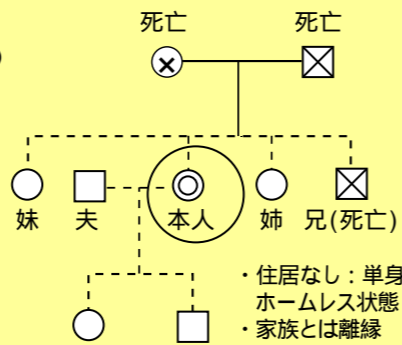 死亡 死亡
妹 夫 本人 姉 兄(死亡)
・住居なし：単身
ホームレス状態
・家族とは離縁